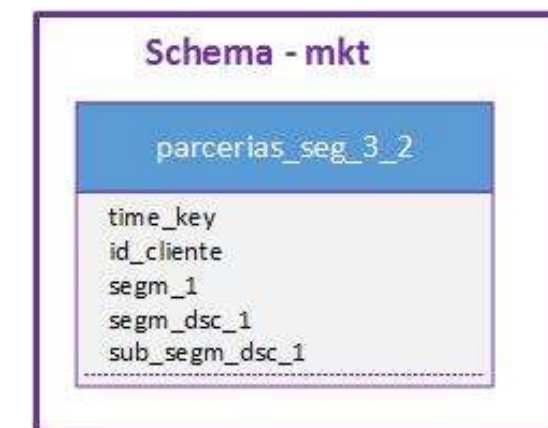 Schema - mkt
parcerias_seg_3_2
time_key
id_cliente
segm_1
segm_dsc_1
sub_segm_dsc_1